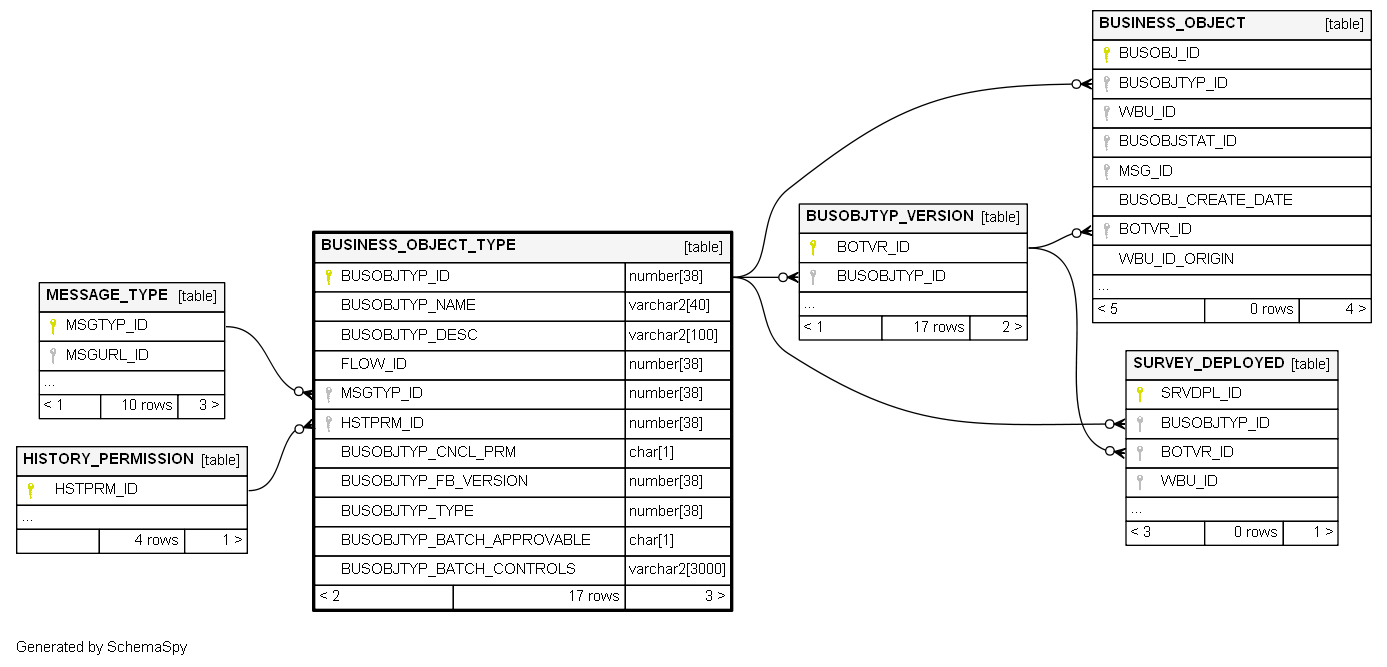 BUSINESS_OBJECT [table]
BUSOBJ_ID
BUSOBJTYP_ID
WBU_ID
BUSOBJSTAT_ID
MSG_ID
BUSOBJ_CREATE_DATE
BOTVR_ID
WBU_ID_ORIGIN
...
< 5 0 rows 4 >
BUSOBJTYP_VERSION [table]
BOTVR_ID
BUSOBJTYP_ID
...
< 1 17 rows 2 >
BUSINESS_OBJECT_TYPE [table]
BUSOBJTYP_ID number[38]
BUSOBJTYP_NAME varchar2[40]
BUSOBJTYP_DESC varchar2[100]
FLOW_ID number[38]
MSGTYP_ID number[38]
HSTPRM_ID number[38]
BUSOBJTYP_CNCL_PRM char[1]
BUSOBJTYP_FB_VERSION number[38]
BUSOBJTYP_TYPE number[38]
BUSOBJTYP_BATCH_APPROVABLE char[1]
BUSOBJTYP_BATCH_CONTROLS varchar2[3000]
< 2 17 rows 3 >
MESSAGE_TYPE [table]
MSGTYP_ID
MSGURL_ID
...
< 1 10 rows 3 >
SURVEY_DEPLOYED [table]
SRVDPL_ID
BUSOBJTYP_ID
BOTVR_ID
WBU_ID
...
< 3 0 rows 1 >
HISTORY_PERMISSION [table]
HSTPRM_ID
...
4 rows 1 >
Generated by SchemaSpy